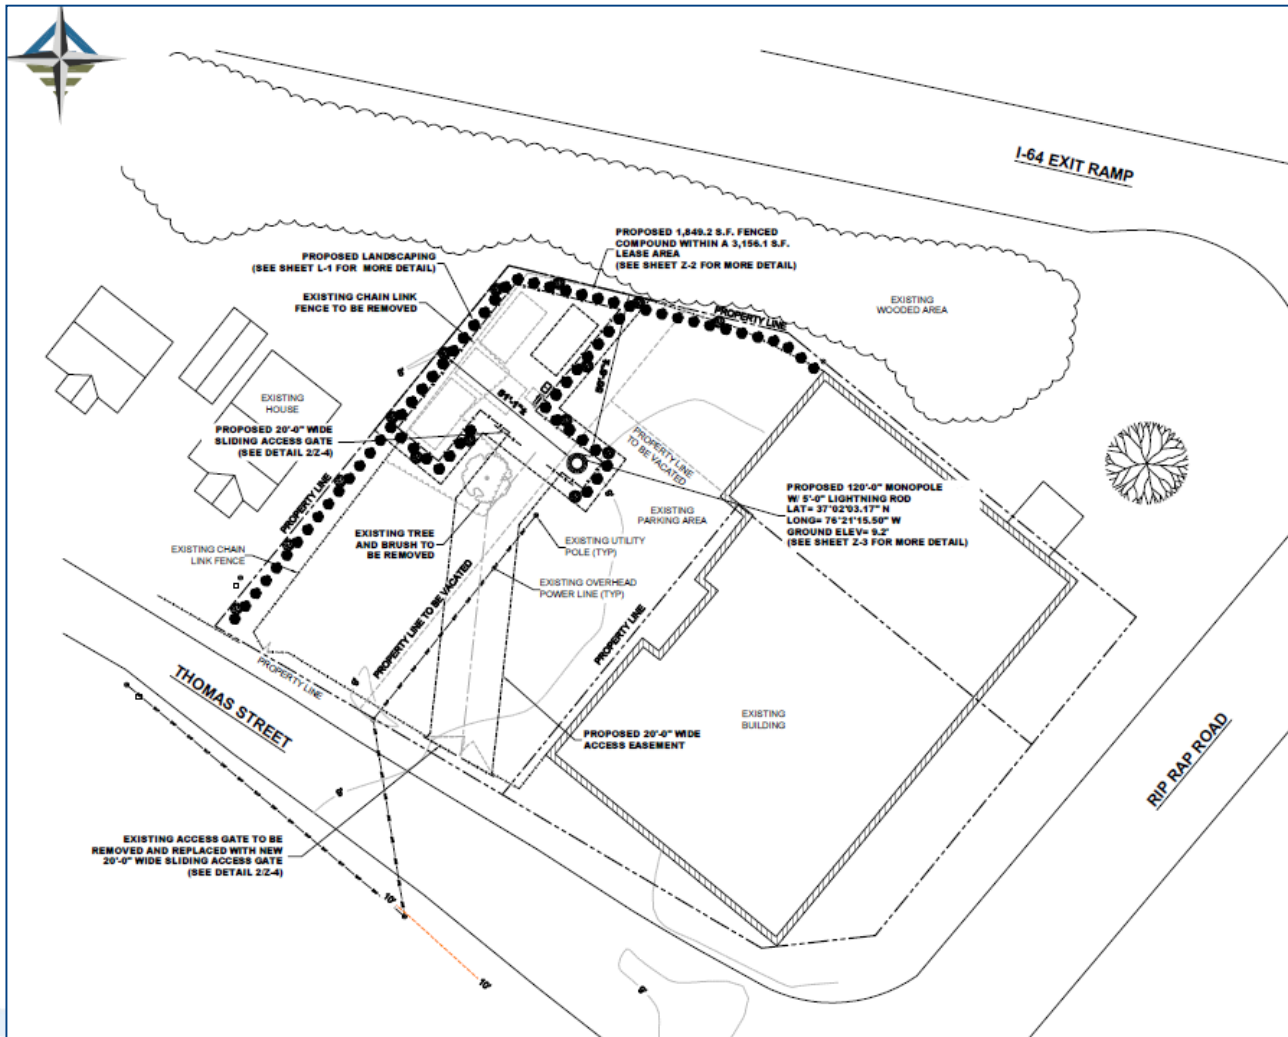 I-64 EXIT RAMP
PROPOSED 1,849.2 S.F. FENCED
COMPOUND WITHIN A 3,156.1 S.F.
LEASE AREA
(SEE SHEET Z-2 FOR MORE DETAIL)
PROPOSED LANDSCAPING
(SEE SHEET L-1 FOR MORE DETAIL)
EXISTING CHAIN LINK
FENCE TO BE REMOVED
EXISTING
WOODED AREA
PROPERTY LINE
EXISTING
HOUSE
PROPOSED 20'-0" WIDE
SLIDING ACCESS GATE
(SEE DETAIL 2/Z-4)
51'-1"±
PROPERTY LINE
TO BE VACATED
PROPERTY LINE
PROPOSED 120'-0" MONOPOLE
W/ 5'-0" LIGHTNING ROD
LAT= 37°02'03.17" N
LONG= 76°21'15.50" W
GROUND ELEV= 9.2'
(SEE SHEET Z-3 FOR MORE DETAIL)
EXISTING
PARKING AREA
EXISTING TREE
AND BRUSH TO
BE REMOVED
EXISTING UTILITY
POLE (TYP)
EXISTING CHAIN
LINK FENCE
EXISTING OVERHEAD
POWER LINE (TYP)
PROPERTY LINE TO BE VACATED
PROPERTY LINE
PROPERTY LINE
THOMAS STREET
EXISTING
BUILDING
PROPOSED 20'-0" WIDE
ACCESS EASEMENT
RIP RAP ROAD
9'
EXISTING ACCESS GATE TO BE
REMOVED AND REPLACED WITH NEW
20'-0" WIDE SLIDING ACCESS GATE
(SEE DETAIL 2/Z-4)
10'
10'
9'